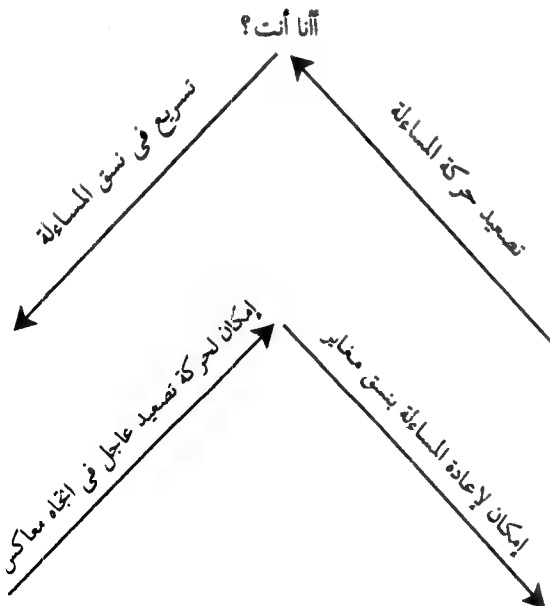 أأنا أنت؟
تصعيد حركة المساءلة
تسريع فى نسق المساءلة
إمكان لحركة تصعيد عاجل فى اتجاه معاكس
إمكان لإعادة المساءلة بنسق مغاير